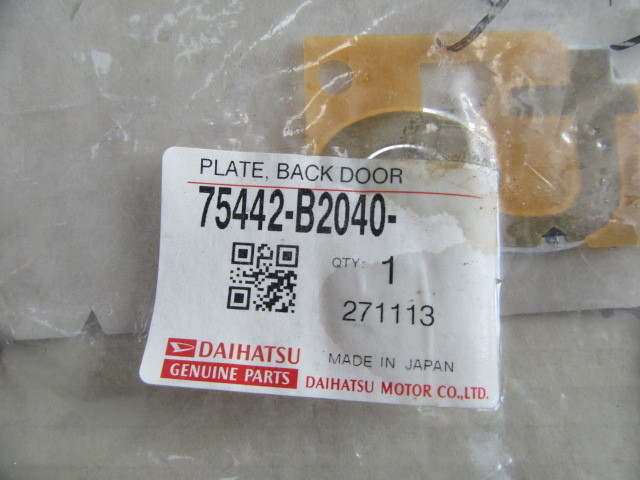 PLATE, BACK DOOR
75442-B2040-
QTY: 1
271113
MADE IN JAPAN
DAIHATSU
GENUINE PARTS
DAIHATSU MOTOR CO.,LTD.